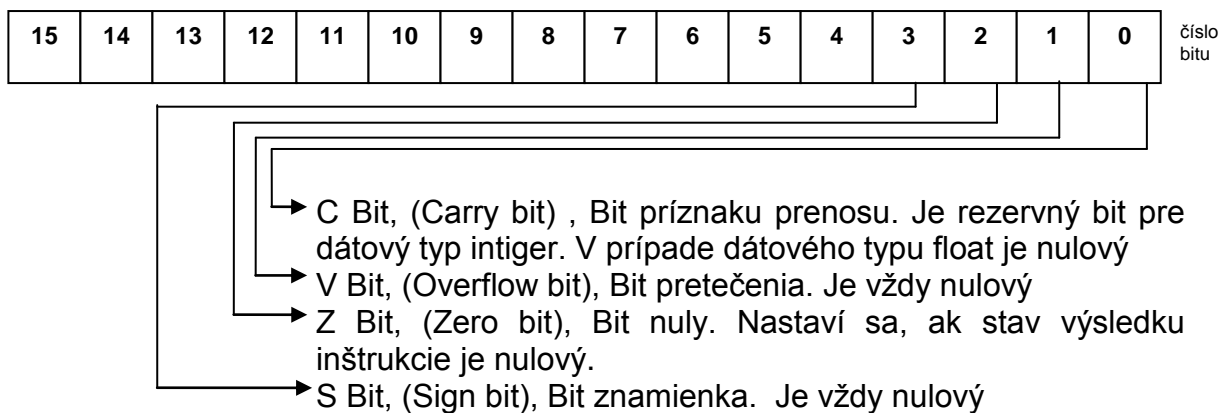 15 14 13 12 11 10 9 8 7 6 5 4 3 2 1 0 číslo
bitu
C Bit, (Carry bit) , Bit príznaku prenosu. Je rezervný bit pre
dátový typ intiger. V prípade dátového typu float je nulový
V Bit, (Overflow bit), Bit pretečenia. Je vždy nulový
Z Bit, (Zero bit), Bit nuly. Nastaví sa, ak stav výsledku
inštrukcie je nulový.
S Bit, (Sign bit), Bit znamienka. Je vždy nulový